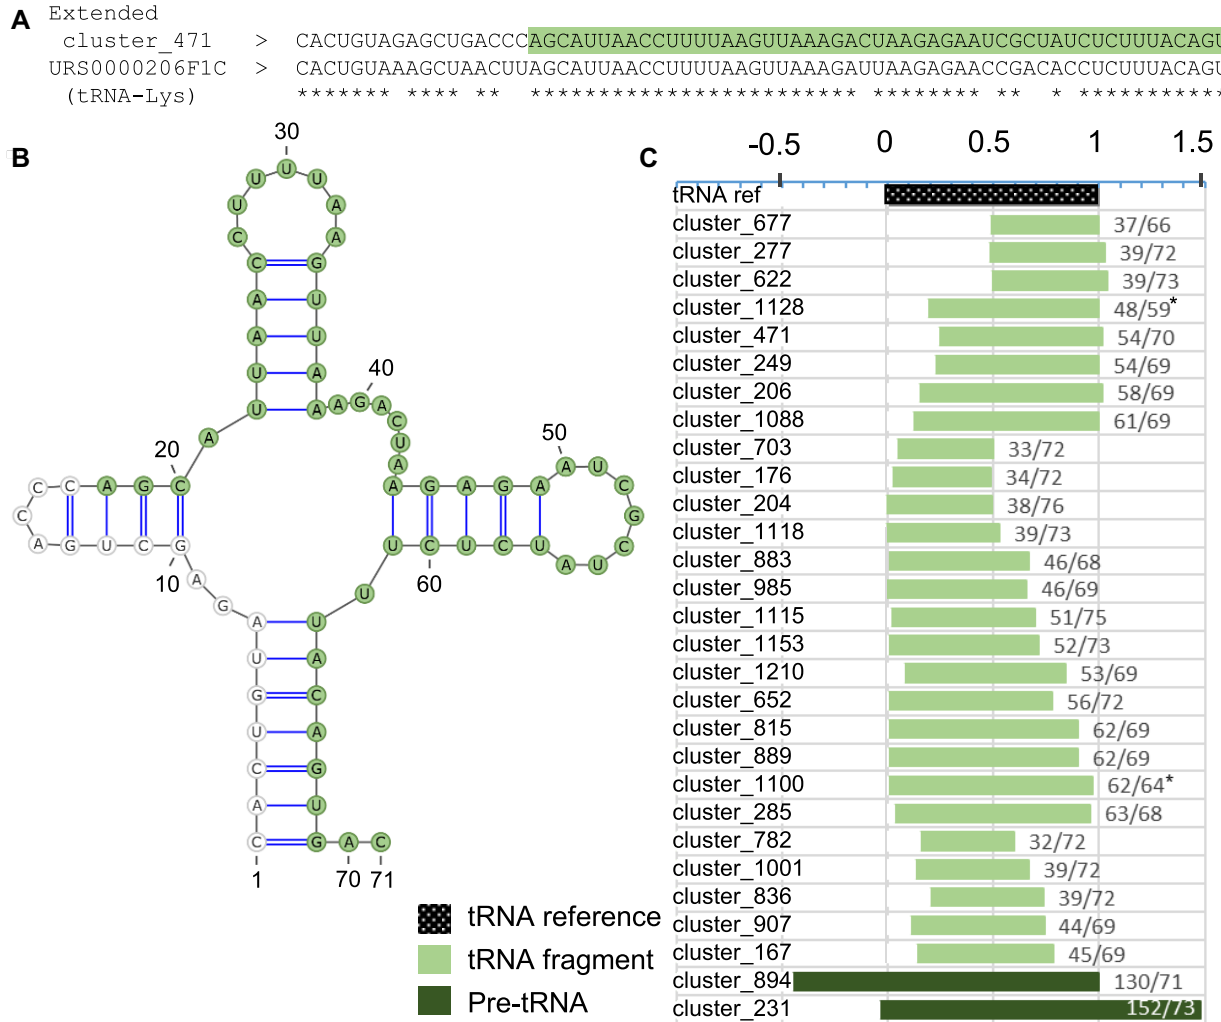 A Extended
cluster_471 > CACUGUAGAGCUGACCCAGCAUUAACCUUUUAAGUUAAAGACUAAGAGAAUCGCUAUCUCUUUACAGU
URS0000206F1C > CACUGUAAAGCUAACUUAGCAUUAACCUUUUAAGUUAAAGAUUAAGAGAACCGACACCUCUUUACAGU
(tRNA-Lys) ******* **** **  *********************** ******* **  * ************
B
30
U U U
U A
C A
C G
A U
A U
U A
40
U A A G A C
A U
A
20 50
C C A G C A G A G A A U C
C G
A G U C G U C U C U A U C
10 60
A
G U
A U
U A
G C
U A
C G
A U
C G A C
1 70 71
tRNA reference
tRNA fragment
Pre-tRNA
C
-0.5 0 0.5 1 1.5
tRNA ref
cluster_677 37/66
cluster_277 39/72
cluster_622 39/73
cluster_1128 48/59*
cluster_471 54/70
cluster_249 54/69
cluster_206 58/69
cluster_1088 61/69
cluster_703 33/72
cluster_176 34/72
cluster_204 38/76
cluster_1118 39/73
cluster_883 46/68
cluster_985 46/69
cluster_1115 51/75
cluster_1153 52/73
cluster_1210 53/69
cluster_652 56/72
cluster_815 62/69
cluster_889 62/69
cluster_1100 62/64*
cluster_285 63/68
cluster_782 32/72
cluster_1001 39/72
cluster_836 39/72
cluster_907 44/69
cluster_167 45/69
cluster_894 130/71
cluster_231 152/73